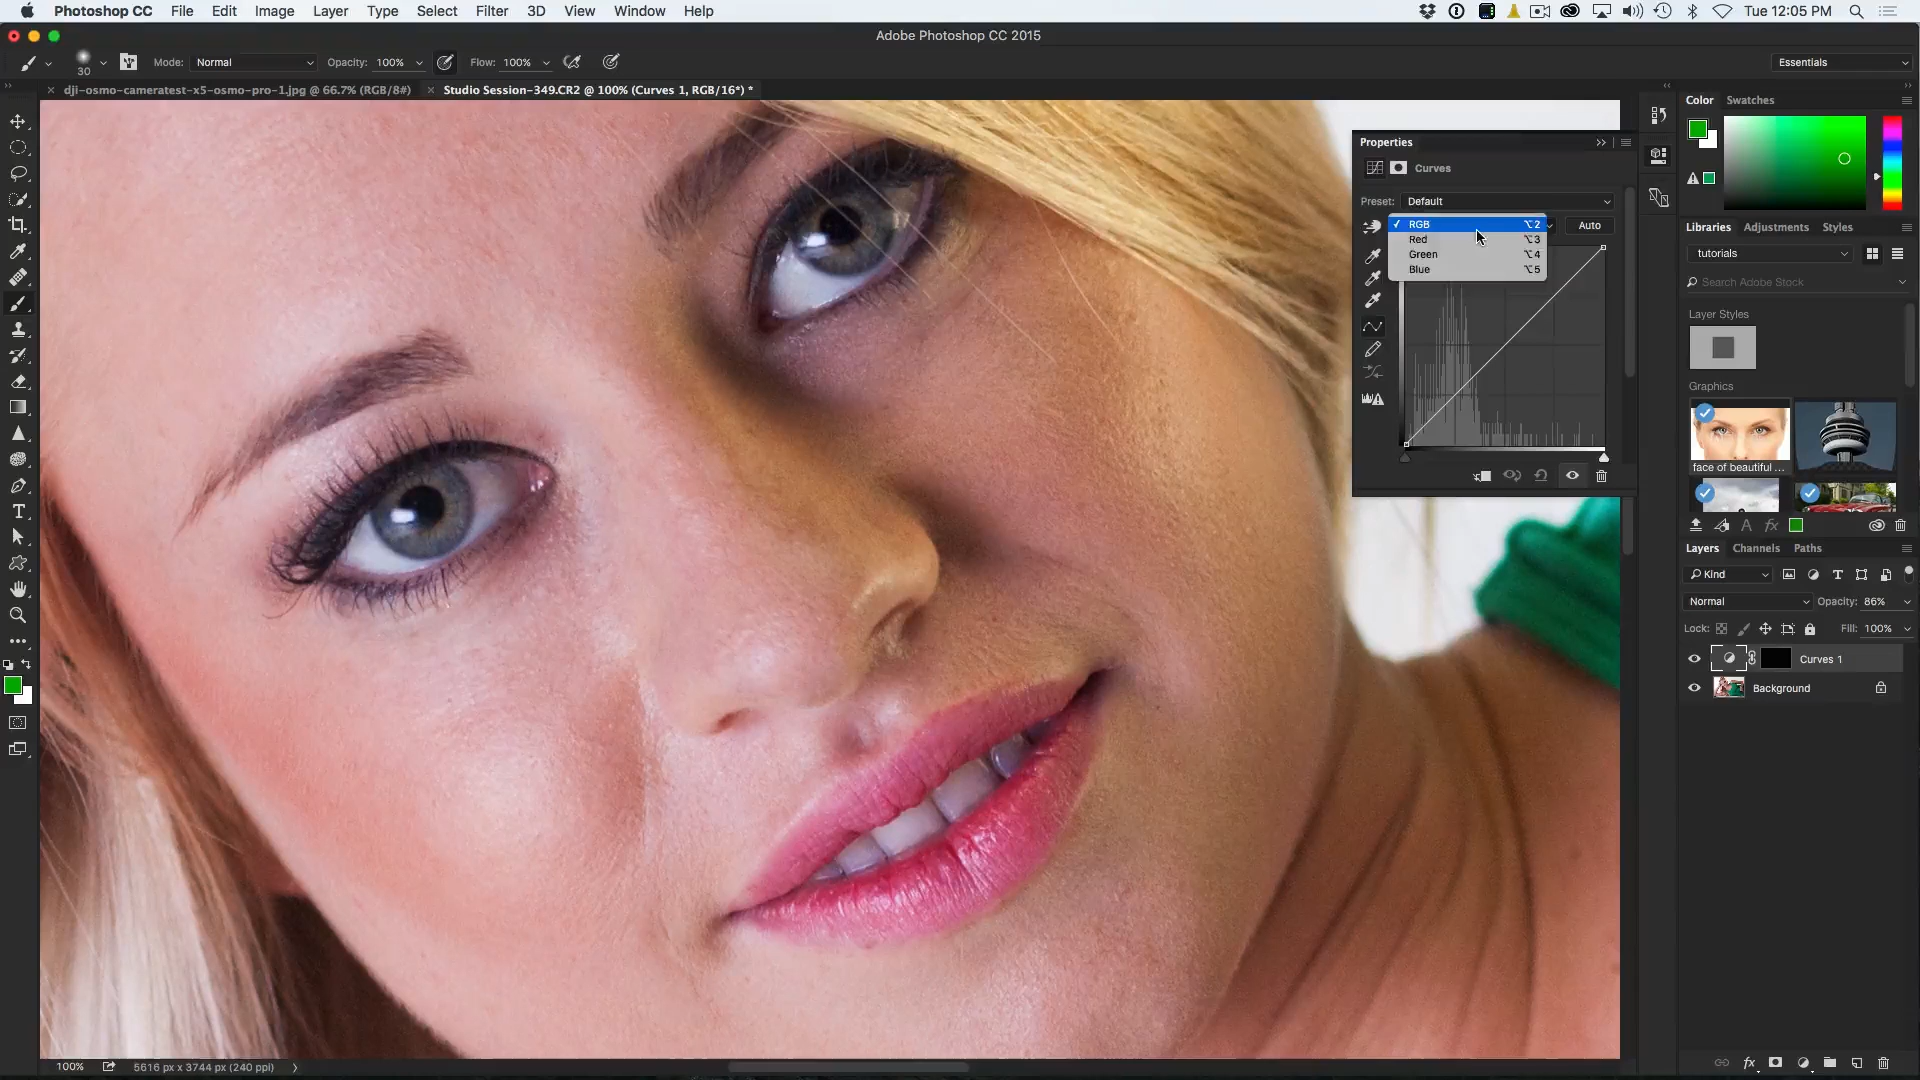 Photoshop CC File Edit Image Layer Type Select Filter 3D View Window Help Tue 12:05 PM
Adobe Photoshop CC 2015
30 Mode: Normal Opacity: 100% Flow: 100% Essentials
dji-osmo-cameratest-x5-osmo-pro-1.jpg @ 66.7% (RGB/8#) Studio Session-349.CR2 @ 100% (Curves 1, RGB/16*) *
Color Swatches
Properties
Curves
Preset: Default
RGB ⌥2 Auto
Red ⌥3
Green ⌥4
Blue ⌥5
Libraries Adjustments Styles
tutorials
Search Adobe Stock
Layer Styles
Graphics
face of beautiful ...
Layers Channels Paths
Kind
Normal Opacity: 86%
Lock: Fill: 100%
Curves 1
Background
100% 5616 px x 3744 px (240 ppi)